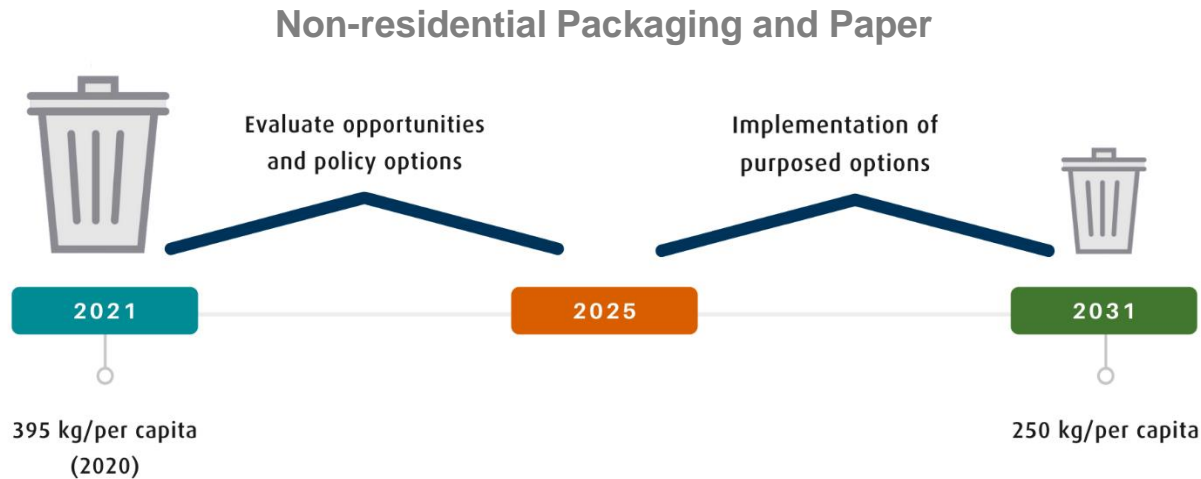 Non-residential Packaging and Paper
Evaluate opportunities
and policy options
Implementation of
purposed options
2021
2025
2031
395 kg/per capita
(2020)
250 kg/per capita